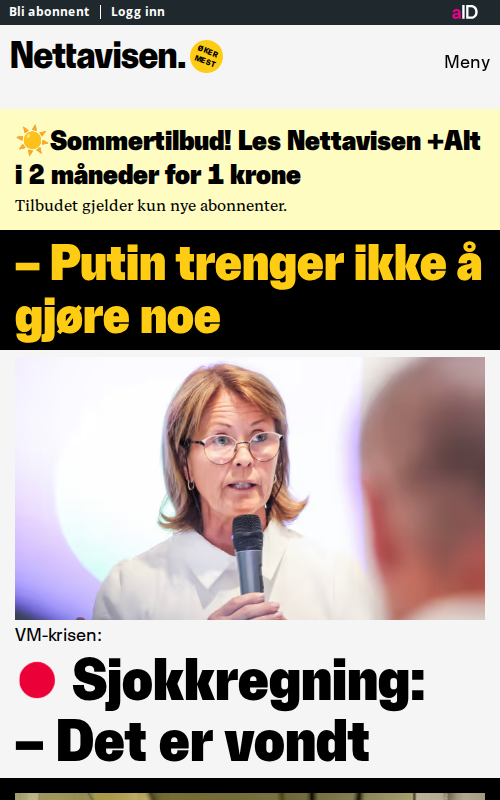 Bli abonnent
Logg inn
aID
Nettavisen.
ØKER
MEST
Meny
Sommertilbud! Les Nettavisen +Alt
i 2 måneder for 1 krone
Tilbudet gjelder kun nye abonnenter.
– Putin trenger ikke å
gjøre noe
VM-krisen:
Sjokkregning:
– Det er vondt